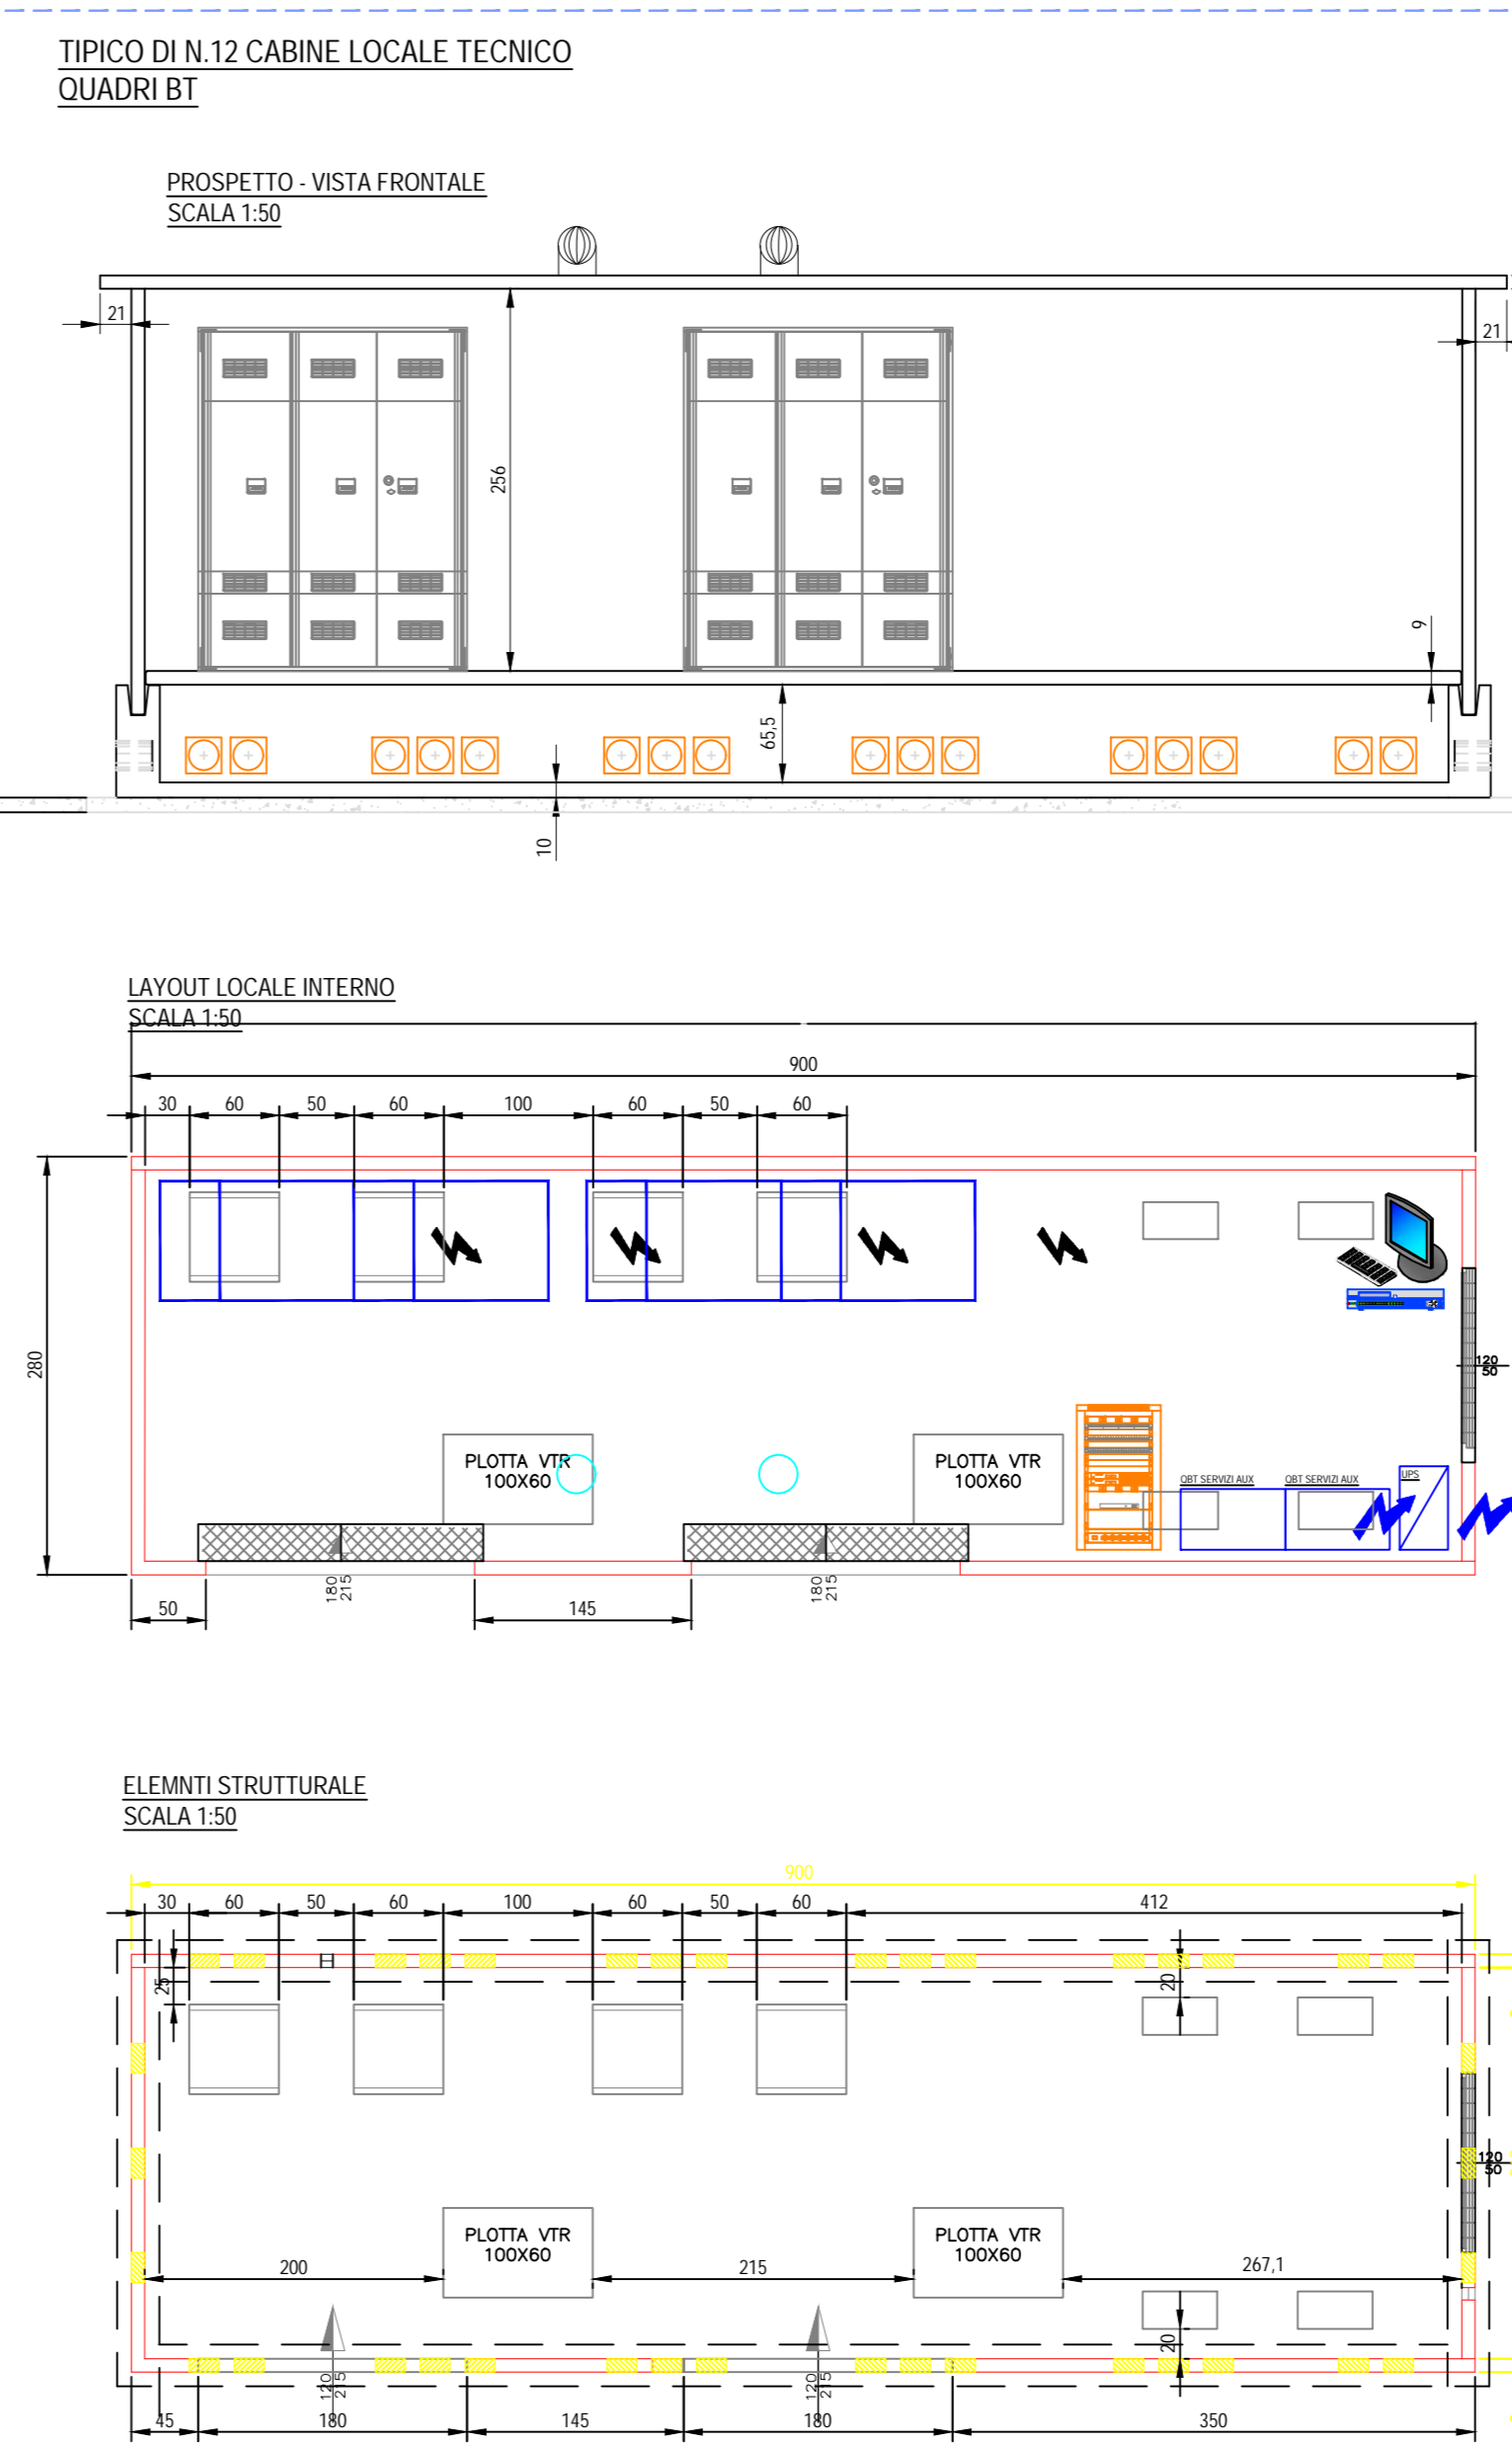 TIPICO DI N.12 CABINE LOCALE TECNICO
QUADRI BT
PROSPETTO - VISTA FRONTALE
SCALA 1:50
21
21
256
9
65,5
10
LAYOUT LOCALE INTERNO
SCALA 1:50
900
30 60 50 60 100 60 50 60
280
120
50
PLOTTA VTR
100X60
PLOTTA VTR
100X60
QBT SERVIZI AUX
QBT SERVIZI AUX
UPS
180
215
180
215
50
145
ELEMNTI STRUTTURALE
SCALA 1:50
900
30 60 50 60 100 60 50 60 412
25
20
120
50
PLOTTA VTR
100X60
PLOTTA VTR
100X60
200
215
267,1
20
120
215
120
215
45 180 145 180 350